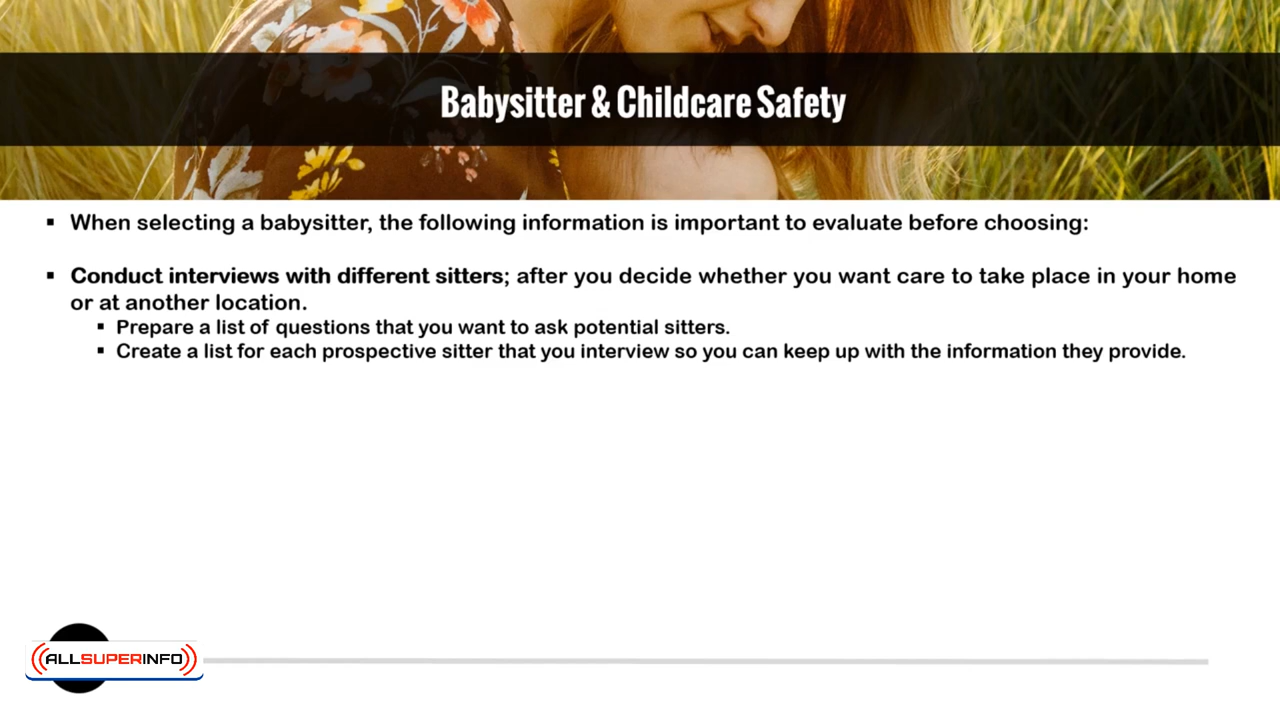 Babysitter & Childcare Safety
▪ When selecting a babysitter, the following information is important to evaluate before choosing:
▪ Conduct interviews with different sitters; after you decide whether you want care to take place in your home
or at another location.
▪ Prepare a list of questions that you want to ask potential sitters.
▪ Create a list for each prospective sitter that you interview so you can keep up with the information they provide.
ALLSUPERINFO